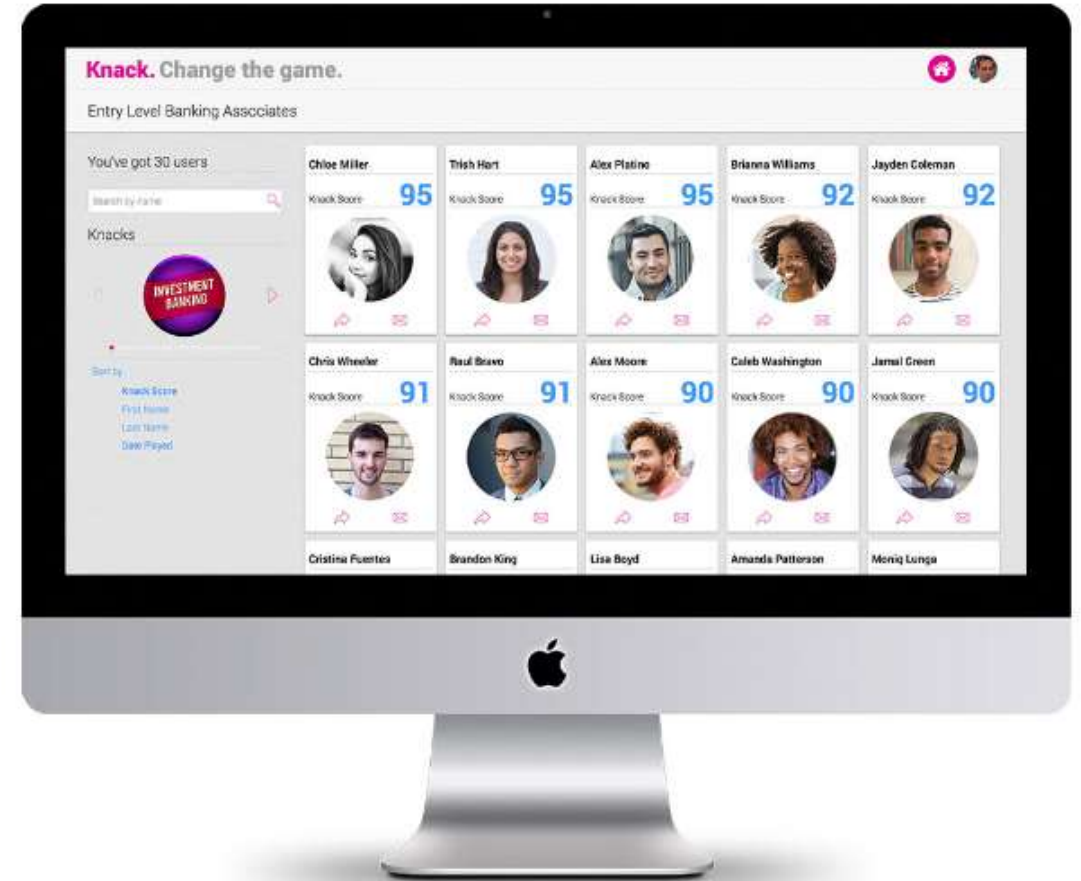 Knack. Change the game.
Entry Level Banking Associates
You've got 30 users
Search by name
Knacks
INVESTMENT
BANKING
Sort by
Knack Score
First Name
Last Name
Date Played
Chloe Miller
Knack Score 95
Trish Hart
Knack Score 95
Alex Platino
Knack Score 95
Brianna Williams
Knack Score 92
Jayden Coleman
Knack Score 92
Chris Wheeler
Knack Score 91
Raul Bravo
Knack Score 91
Alex Moore
Knack Score 90
Caleb Washington
Knack Score 90
Jamal Green
Knack Score 90
Cristina Fuentes
Brandon King
Lisa Boyd
Amanda Patterson
Moniq Lunga